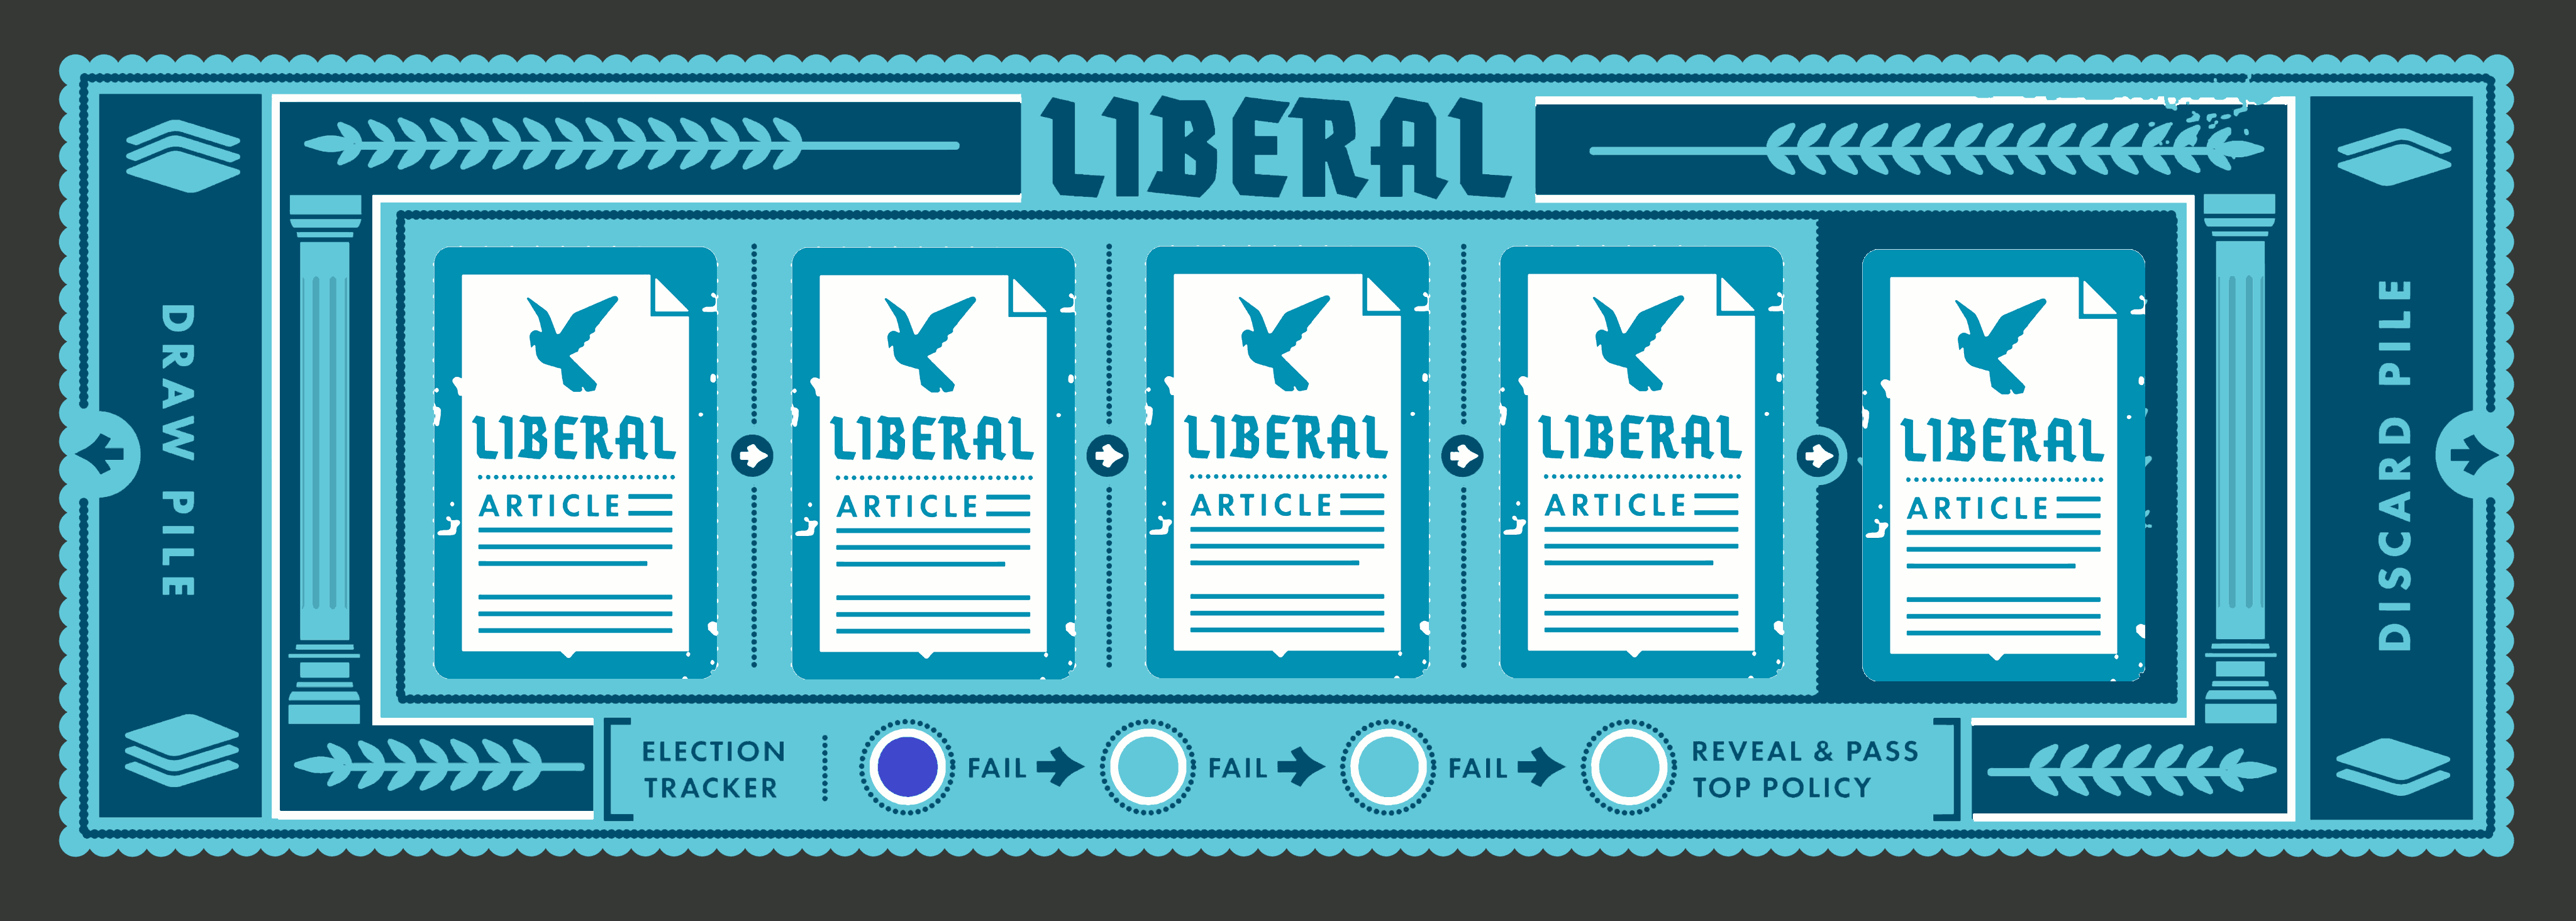 LIBERAL
DRAW PILE
LIBERAL
ARTICLE
LIBERAL
ARTICLE
LIBERAL
ARTICLE
LIBERAL
ARTICLE
LIBERAL
ARTICLE
DISCARD PILE
ELECTION
TRACKER
FAIL
FAIL
FAIL
REVEAL & PASS
TOP POLICY